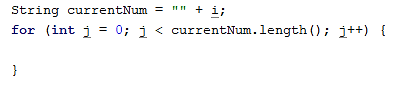 String currentNum = "" + i;
for (int j = 0; j < currentNum.length(); j++) {
}